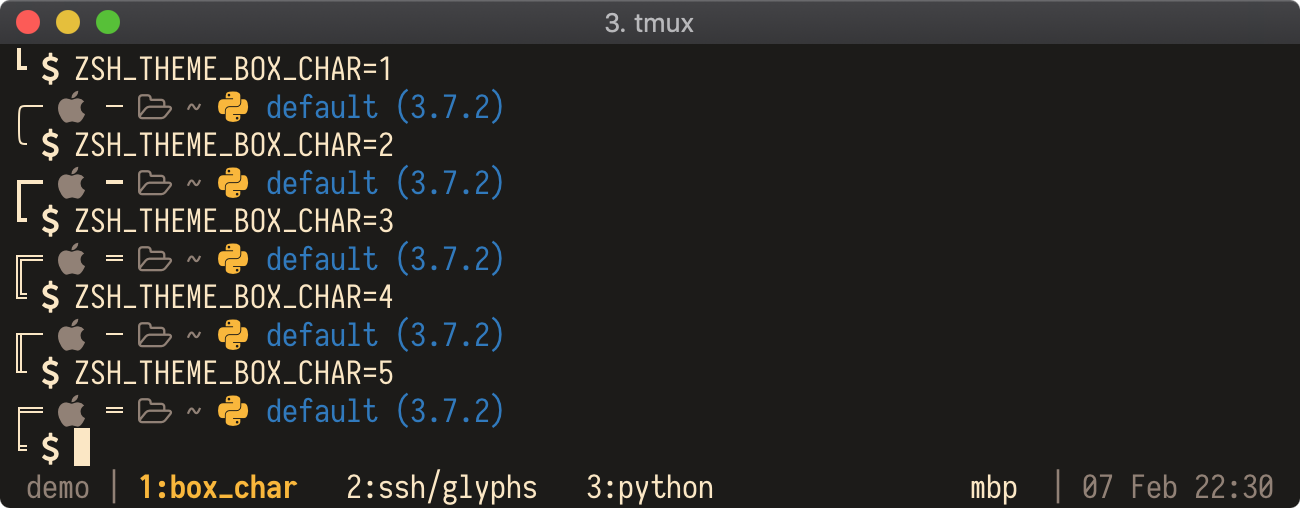 3. tmux
┗ $ ZSH_THEME_BOX_CHAR=1
╭─  ─ ~ default (3.7.2)
╰ $ ZSH_THEME_BOX_CHAR=2
┏━  ━ ~ default (3.7.2)
┗ $ ZSH_THEME_BOX_CHAR=3
╔═  ═ ~ default (3.7.2)
╚ $ ZSH_THEME_BOX_CHAR=4
╓─  ─ ~ default (3.7.2)
╙ $ ZSH_THEME_BOX_CHAR=5
╒═  ═ ~ default (3.7.2)
╘ $
demo | 1:box_char 2:ssh/glyphs 3:python mbp | 07 Feb 22:30